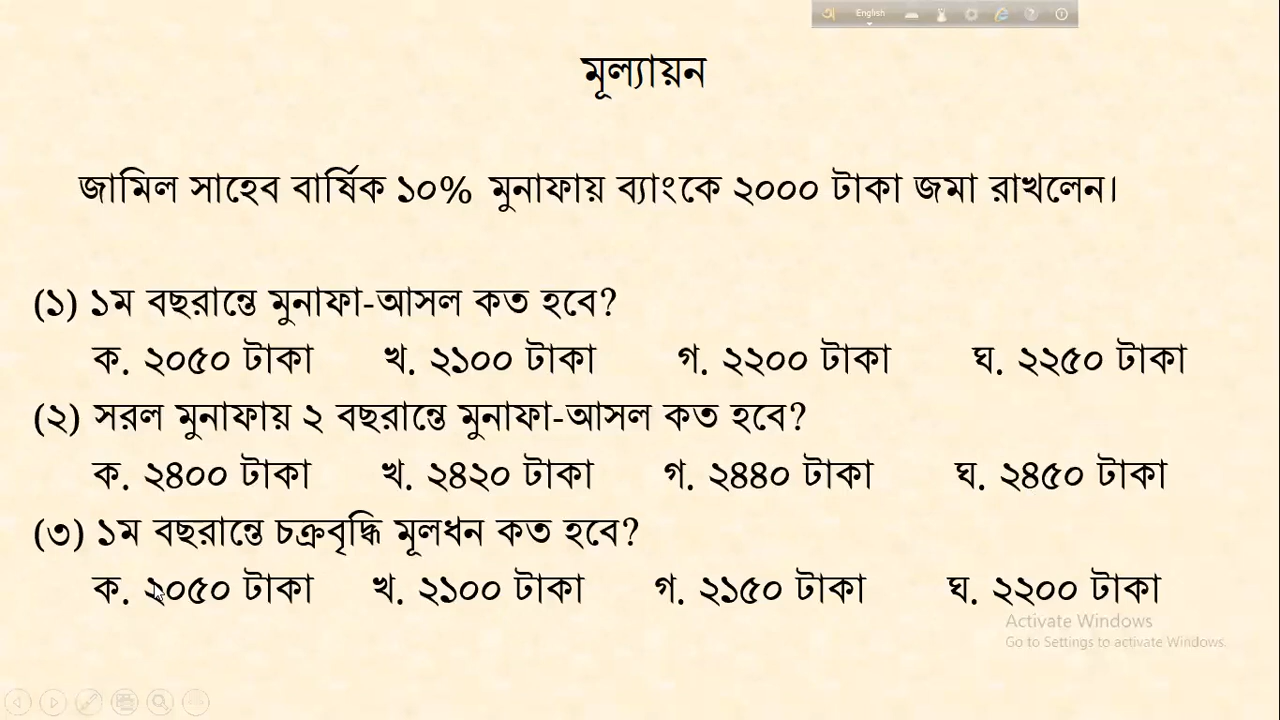 English
মূল্যায়ন
জামিল সাহেব বার্ষিক ১০% মুনাফায় ব্যাংকে ২০০০ টাকা জমা রাখলেন।
(১) ১ম বছরান্তে মুনাফা-আসল কত হবে?
ক. ২০৫০ টাকা খ. ২১০০ টাকা গ. ২২০০ টাকা ঘ. ২২৫০ টাকা
(২) সরল মুনাফায় ২ বছরান্তে মুনাফা-আসল কত হবে?
ক. ২৪০০ টাকা খ. ২৪২০ টাকা গ. ২৪৪০ টাকা ঘ. ২৪৫০ টাকা
(৩) ১ম বছরান্তে চক্রবৃদ্ধি মূলধন কত হবে?
ক. ২০৫০ টাকা খ. ২১০০ টাকা গ. ২১৫০ টাকা ঘ. ২২০০ টাকা
Activate Windows
Go to Settings to activate Windows.